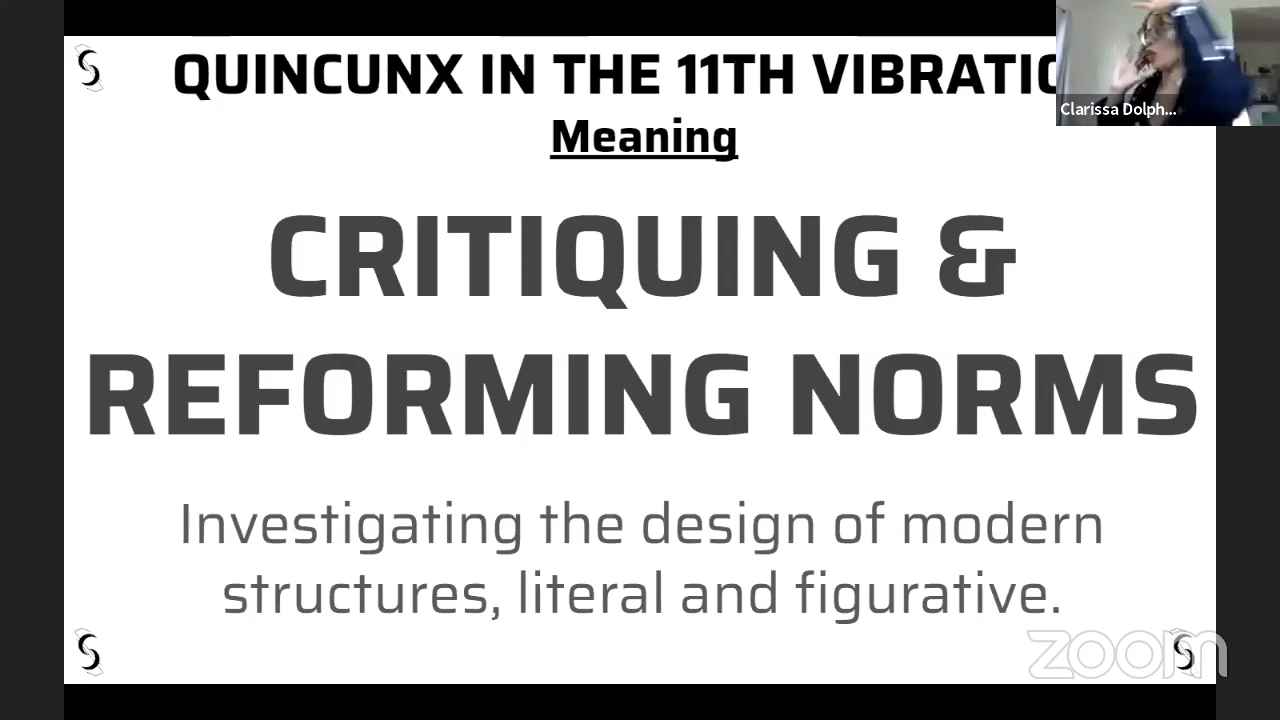 QUINCUNX IN THE 11TH VIBRATIO
Meaning
CRITIQUING &
REFORMING NORMS
Investigating the design of modern
structures, literal and figurative.
Clarissa Dolph...
zoom